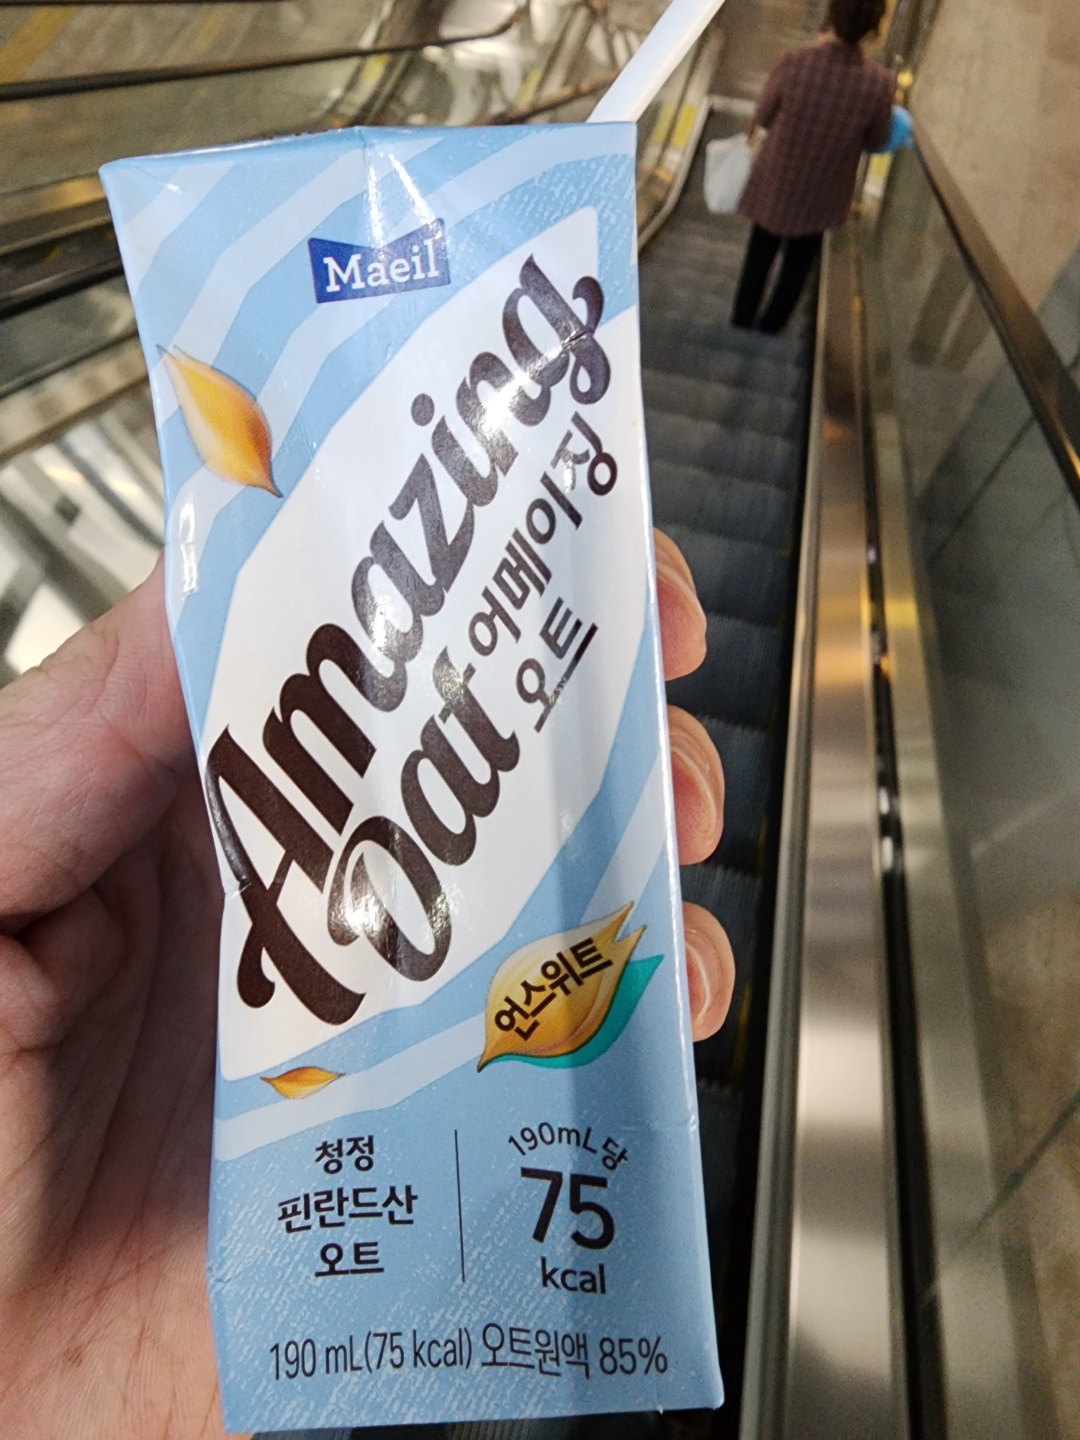 Maeil
Amazing
Oat
어메이징
오트
언스위트
청정
핀란드산
오트
190mL당
75
kcal
190 mL(75 kcal) 오트원액 85%